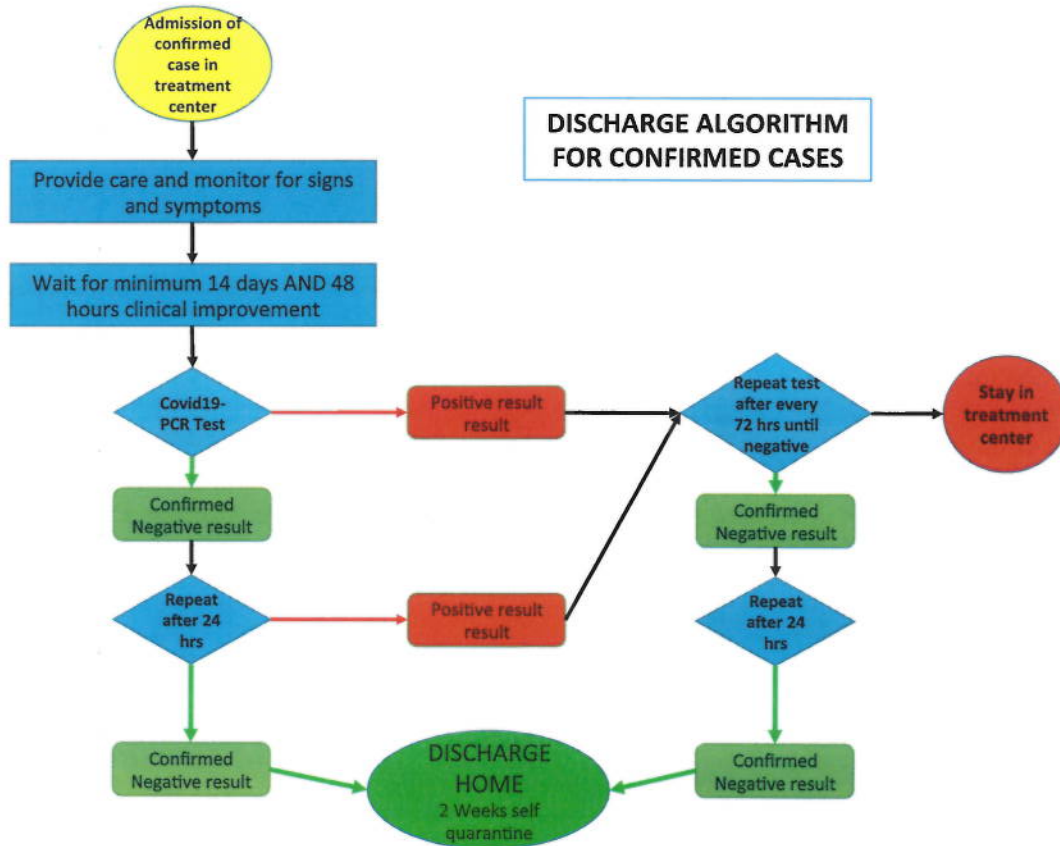 Admission of
confirmed
case in
treatment
center
DISCHARGE ALGORITHM
FOR CONFIRMED CASES
Provide care and monitor for signs
and symptoms
Wait for minimum 14 days AND 48
hours clinical improvement
Covid19-
PCR Test
Positive result
result
Repeat test
after every
72 hrs until
negative
Stay in
treatment
center
Confirmed
Negative result
Confirmed
Negative result
Repeat
after 24
hrs
Positive result
result
Repeat
after 24
hrs
Confirmed
Negative result
DISCHARGE
HOME
2 Weeks self
quarantine
Confirmed
Negative result